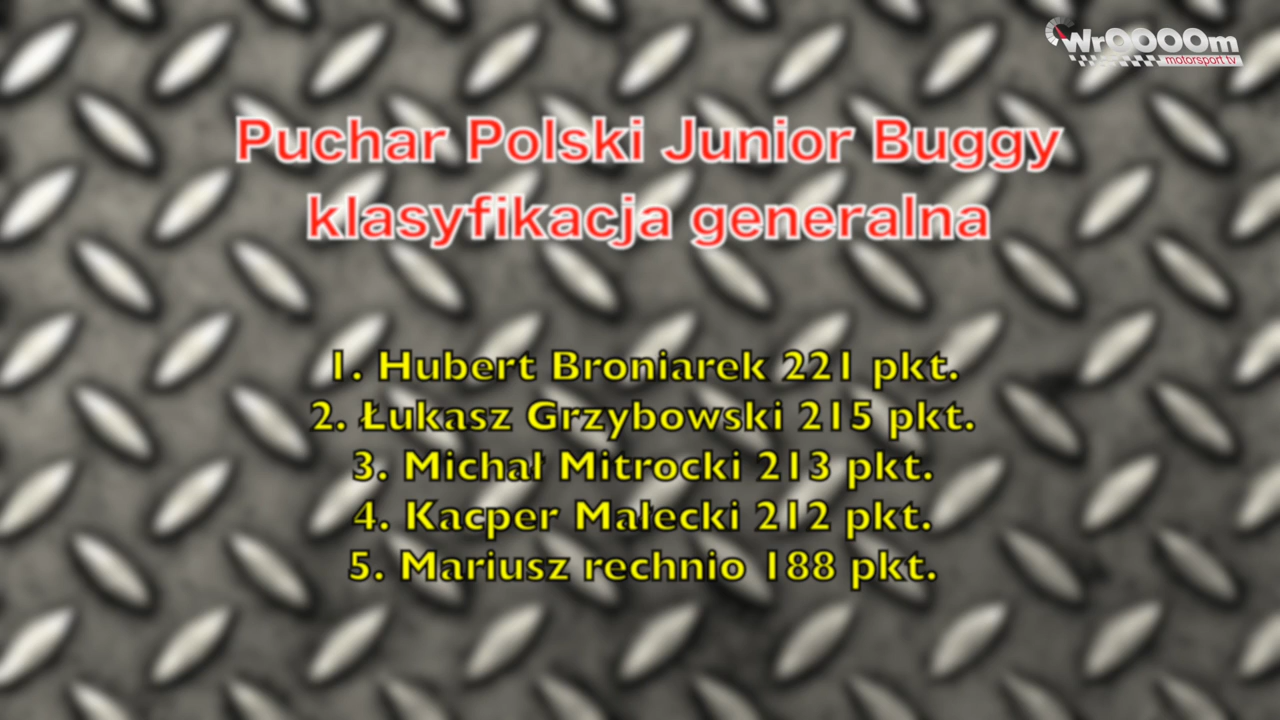 WrOOOOm
motorsport tv
Puchar Polski Junior Buggy
klasyfikacja generalna
1. Hubert Broniarek 221 pkt.
2. Łukasz Grzybowski 215 pkt.
3. Michał Mitrocki 213 pkt.
4. Kacper Małecki 212 pkt.
5. Mariusz rechnio 188 pkt.